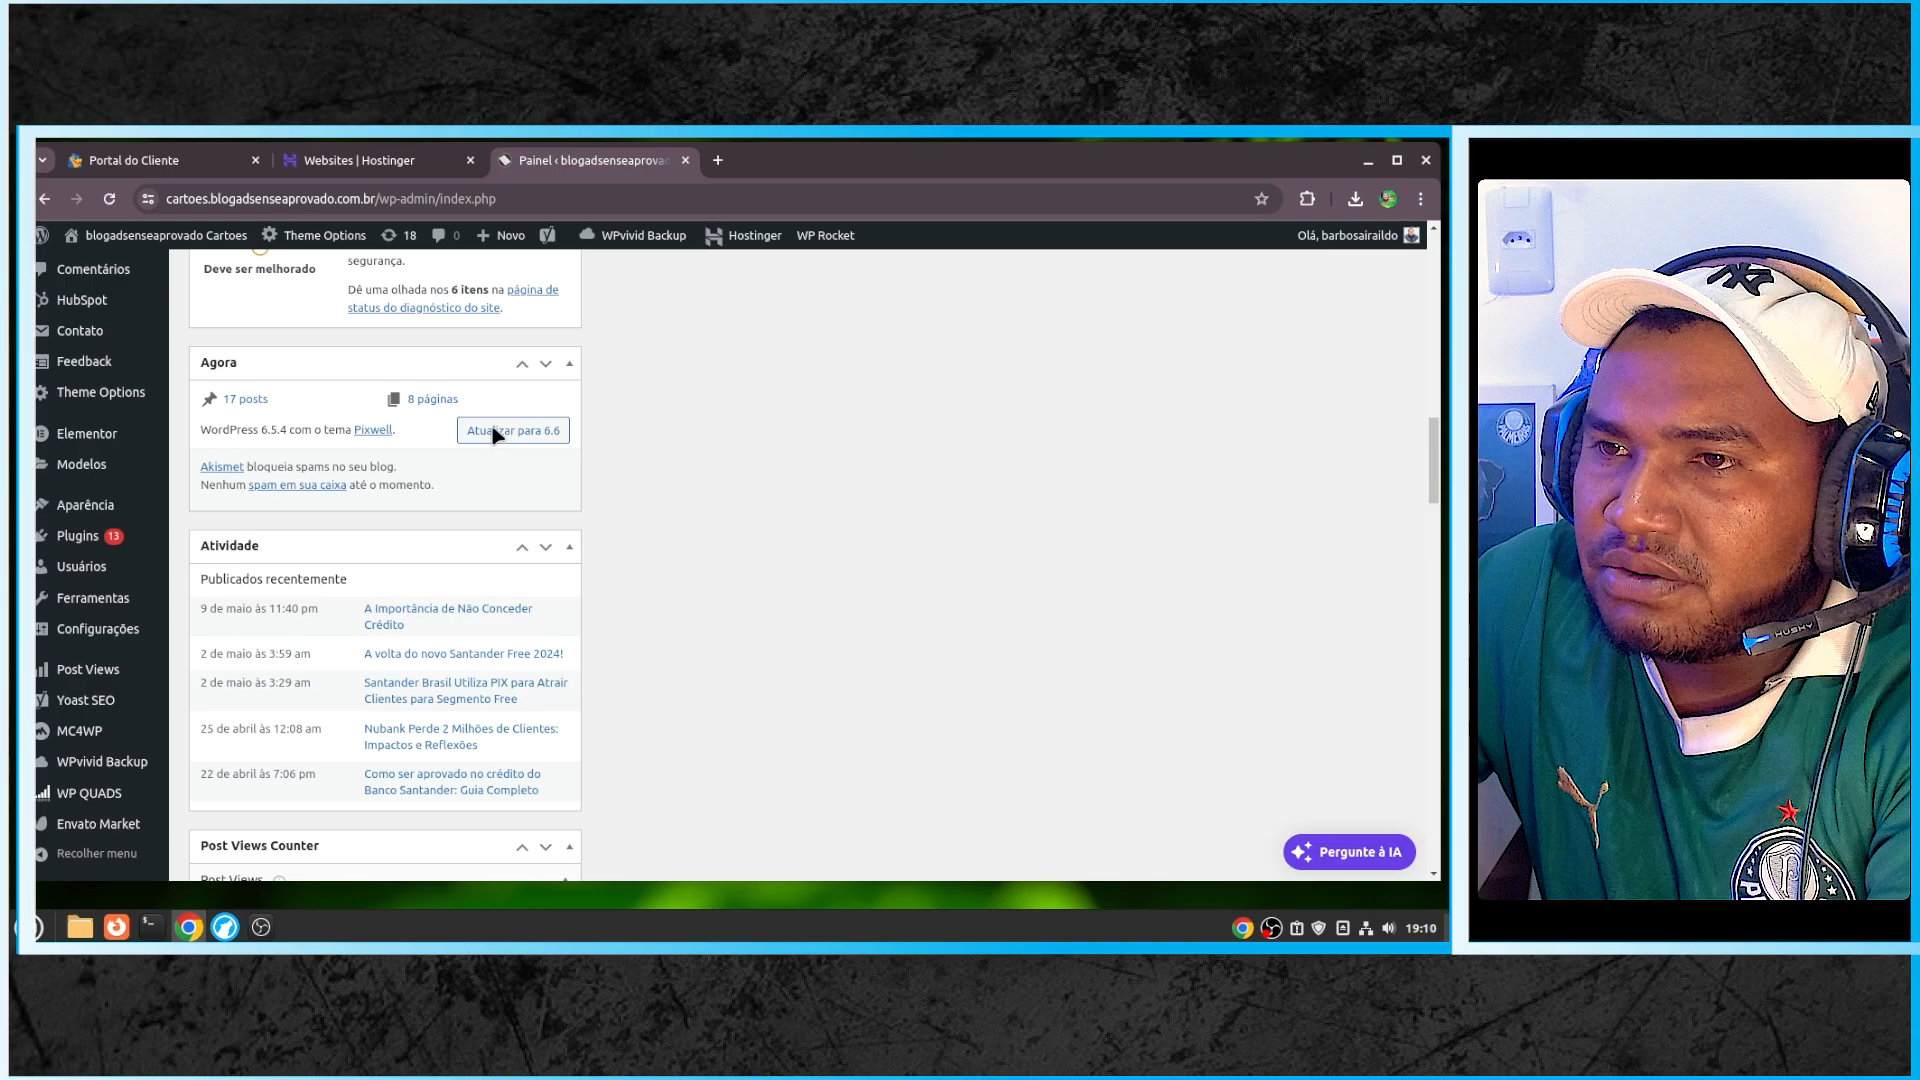 Portal do Cliente
Websites | Hostinger
Painel ‹ blogadsenseaprovad
cartoes.blogadsenseaprovado.com.br/wp-admin/index.php
blogadsenseaprovado Cartoes
Theme Options
18
0
Novo
WPvivid Backup
Hostinger
WP Rocket
Olá, barbosairaildo
Comentários
HubSpot
Contato
Feedback
Theme Options
Elementor
Modelos
Aparência
Plugins 13
Usuários
Ferramentas
Configurações
Post Views
Yoast SEO
MC4WP
WPvivid Backup
WP QUADS
Envato Market
Recolher menu
Deve ser melhorado
segurança.
Dê uma olhada nos 6 itens na página de
status do diagnóstico do site.
Agora
17 posts
8 páginas
WordPress 6.5.4 com o tema Pixwell.
Atualizar para 6.6
Akismet bloqueia spams no seu blog.
Nenhum spam em sua caixa até o momento.
Atividade
Publicados recentemente
9 de maio às 11:40 pm
A Importância de Não Conceder
Crédito
2 de maio às 3:59 am
A volta do novo Santander Free 2024!
2 de maio às 3:29 am
Santander Brasil Utiliza PIX para Atrair
Clientes para Segmento Free
25 de abril às 12:08 am
Nubank Perde 2 Milhões de Clientes:
Impactos e Reflexões
22 de abril às 7:06 pm
Como ser aprovado no crédito do
Banco Santander: Guia Completo
Post Views Counter
Post Views
Pergunte à IA
19:10
HUSKY